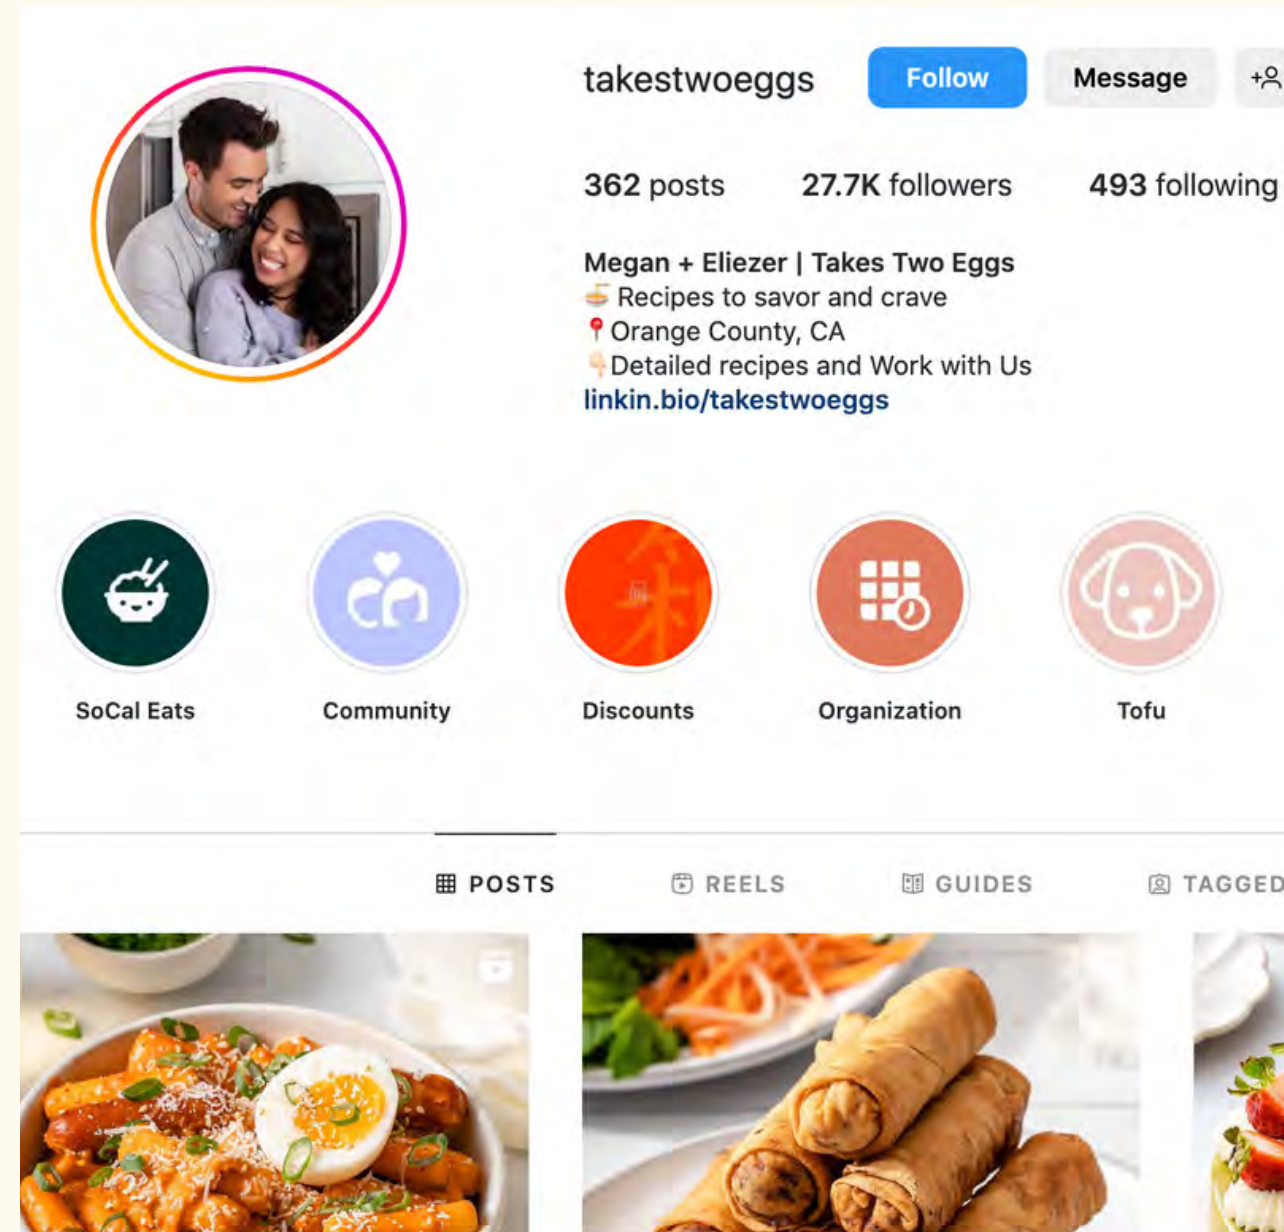 takestwoeggs Follow Message
362 posts 27.7K followers 493 following
Megan + Eliezer | Takes Two Eggs
🍜 Recipes to savor and crave
📍Orange County, CA
👇🏻Detailed recipes and Work with Us
linkin.bio/takestwoeggs
SoCal Eats Community Discounts Organization Tofu
POSTS REELS GUIDES TAGGED